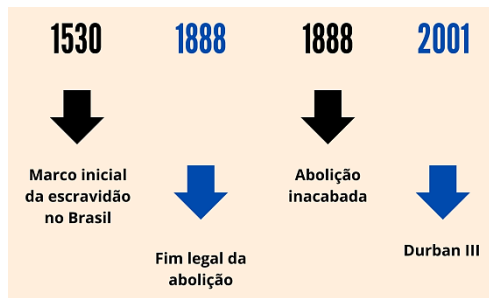 1530
Marco inicial
da escravidão
no Brasil
1888
Fim legal da
abolição
1888
Abolição
inacabada
2001
Durban III